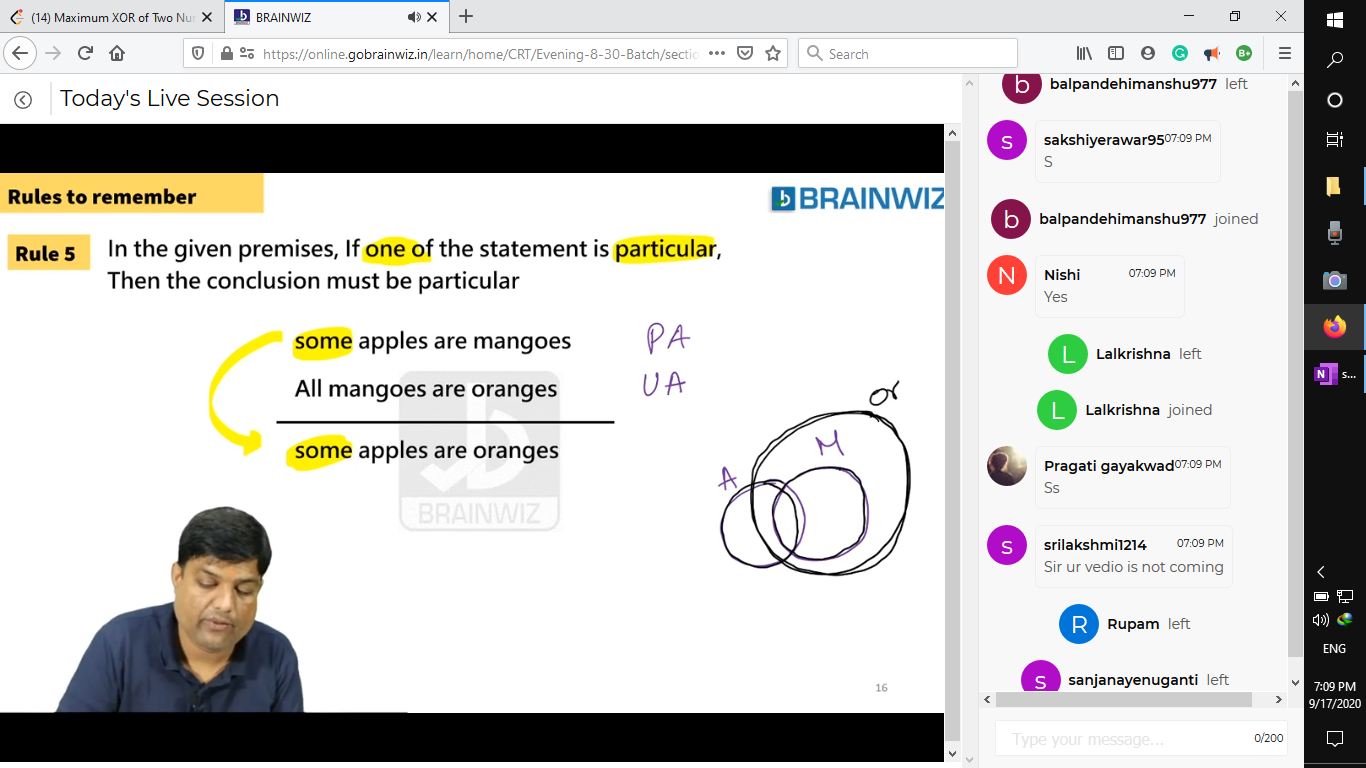 (14) Maximum XOR of Two Nu
BRAINWIZ
https://online.gobrainwiz.in/learn/home/CRT/Evening-8-30-Batch/sectio
Search
Today's Live Session
Rules to remember
BRAINWIZ
Rule 5
In the given premises, If one of the statement is particular,
Then the conclusion must be particular
some apples are mangoes
PA
All mangoes are oranges
UA
some apples are oranges
or
M
A
BRAINWIZ
16
b
balpandehimanshu977 left
s
sakshiyerawar95 07:09 PM
S
b
balpandehimanshu977 joined
N
Nishi 07:09 PM
Yes
L
Lalkrishna left
L
Lalkrishna joined
Pragati gayakwad 07:09 PM
Ss
s
srilakshmi1214 07:09 PM
Sir ur vedio is not coming
R
Rupam left
s
sanjanayenuganti left
Type your message...
0/200
B+
N
s...
ENG
7:09 PM
9/17/2020